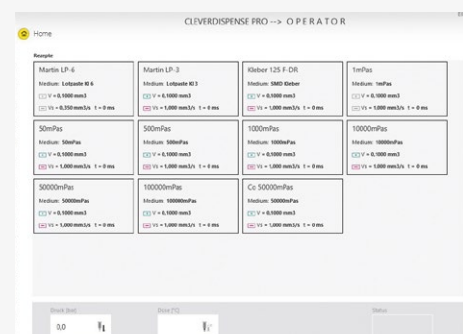 CLEVERDISPENSE PRO --> O P E R A T O R
Home
Rezepte
Martin LP-6
Medium: Lotpaste Kl 6
V = 0,1000 mm3
Vs = 0,350 mm3/s t = 0 ms
Martin LP-3
Medium: Lotpaste Kl 3
V = 0,1000 mm3
Vs = 1,000 mm3/s t = 0 ms
Kleber 125 F-DR
Medium: SMD Kleber
V = 0,1000 mm3
Vs = 1,000 mm3/s t = 0 ms
1mPas
Medium: 1mPas
V = 0,1000 mm3
Vs = 1,000 mm3/s t = 0 ms
50mPas
Medium: 50mPas
V = 0,1000 mm3
Vs = 1,000 mm3/s t = 0 ms
500mPas
Medium: 500mPas
V = 0,1000 mm3
Vs = 1,000 mm3/s t = 0 ms
1000mPas
Medium: 1000mPas
V = 0,1000 mm3
Vs = 1,000 mm3/s t = 0 ms
10000mPas
Medium: 10000mPas
V = 0,1000 mm3
Vs = 1,000 mm3/s t = 0 ms
50000mPas
Medium: 50000mPas
V = 0,1000 mm3
Vs = 1,000 mm3/s t = 0 ms
100000mPas
Medium: 100000mPas
V = 0,1000 mm3
Vs = 1,000 mm3/s t = 0 ms
Co 50000mPas
Medium: 50000mPas
V = 0,1000 mm3
Vs = 1,000 mm3/s t = 0 ms
Druck [bar]
Düse [°C]
Status
0,0